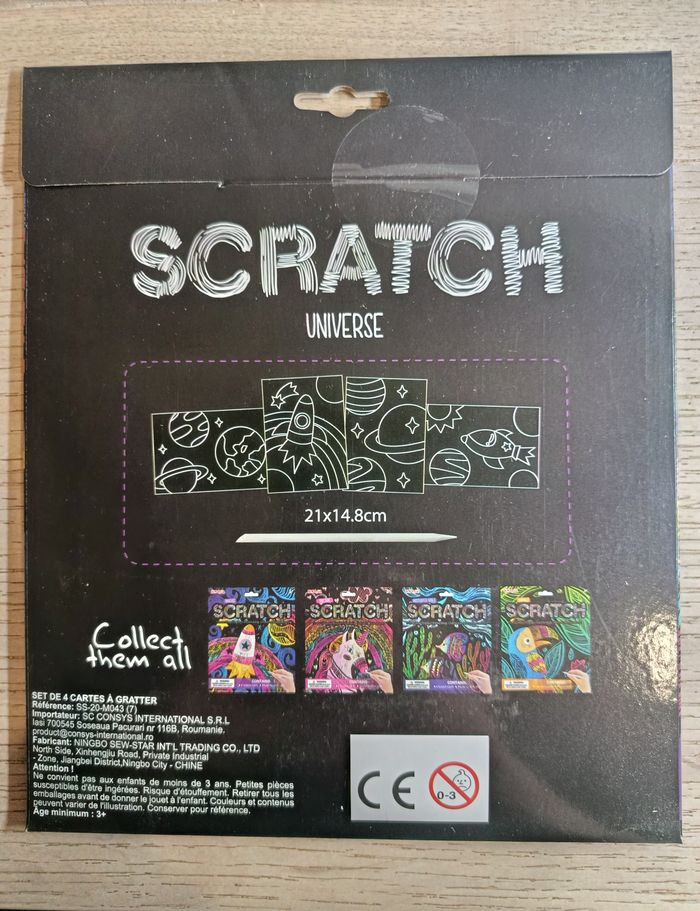 SCRATCH
UNIVERSE
21x14.8cm
Collect
them all
SCRATCH
SCRATCH
SCRATCH
SCRATCH
SET DE 4 CARTES À GRATTER
Référence: SS-20-M043 (7)
Importateur: SC CONSYS INTERNATIONAL S.R.L
Iasi 700545 Soseaua Pacurari nr 116B, Roumanie.
product@consys-international.ro
Fabricant: NINGBO SEW-STAR INT'L TRADING CO., LTD
North Side, Xinhengjiu Road, Private Industrial
- Zone, Jiangbei District,Ningbo City - CHINE
Attention !
Ne convient pas aux enfants de moins de 3 ans. Petites pièces
susceptibles d'être ingérées. Risque d'étouffement. Retirer tous les
emballages avant de donner le jouet à l'enfant. Couleurs et contenus
peuvent varier de l'illustration. Conserver pour référence.
Âge minimum : 3+
CE
0-3